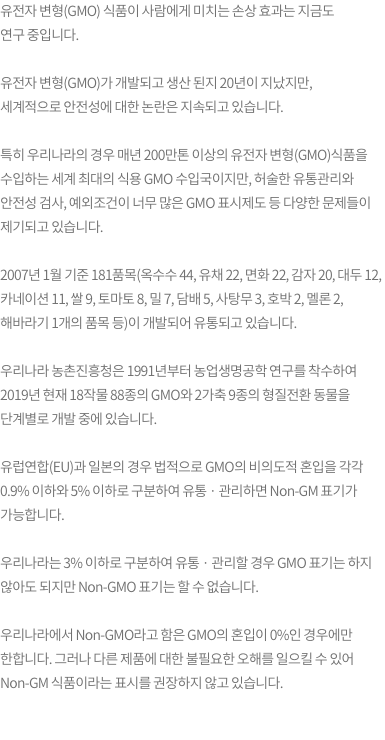 유전자 변형(GMO) 식품이 사람에게 미치는 손상 효과는 지금도
연구 중입니다.
유전자 변형(GMO)가 개발되고 생산 된지 20년이 지났지만,
세계적으로 안전성에 대한 논란은 지속되고 있습니다.
특히 우리나라의 경우 매년 200만톤 이상의 유전자 변형(GMO)식품을
수입하는 세계 최대의 식용 GMO 수입국이지만, 허술한 유통관리와
안전성 검사, 예외조건이 너무 많은 GMO 표시제도 등 다양한 문제들이
제기되고 있습니다.
2007년 1월 기준 181품목(옥수수 44, 유채 22, 면화 22, 감자 20, 대두 12,
카네이션 11, 쌀 9, 토마토 8, 밀 7, 담배 5, 사탕무 3, 호박 2, 멜론 2,
해바라기 1개의 품목 등)이 개발되어 유통되고 있습니다.
우리나라 농촌진흥청은 1991년부터 농업생명공학 연구를 착수하여
2019년 현재 18작물 88종의 GMO와 2가축 9종의 형질전환 동물을
단계별로 개발 중에 있습니다.
유럽연합(EU)과 일본의 경우 법적으로 GMO의 비의도적 혼입을 각각
0.9% 이하와 5% 이하로 구분하여 유통 · 관리하면 Non-GM 표기가
가능합니다.
우리나라는 3% 이하로 구분하여 유통 · 관리할 경우 GMO 표기는 하지
않아도 되지만 Non-GMO 표기는 할 수 없습니다.
우리나라에서 Non-GMO라고 함은 GMO의 혼입이 0%인 경우에만
한합니다. 그러나 다른 제품에 대한 불필요한 오해를 일으킬 수 있어
Non-GM 식품이라는 표시를 권장하지 않고 있습니다.